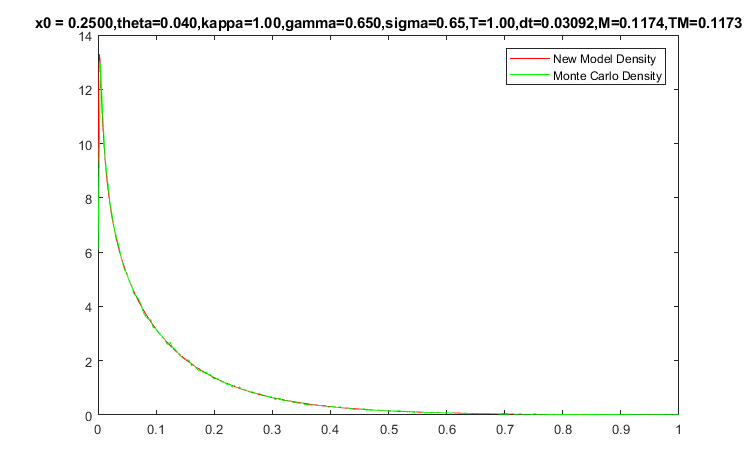 x0 = 0.2500,theta=0.040,kappa=1.00,gamma=0.650,sigma=0.65,T=1.00,dt=0.03092,M=0.1174,TM=0.1173
New Model Density
Monte Carlo Density
14
12
10
8
6
4
2
0
0 0.1 0.2 0.3 0.4 0.5 0.6 0.7 0.8 0.9 1